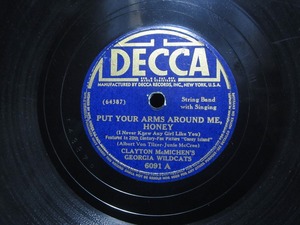 DECCA
MANUFACTURED BY DECCA RECORDS, INC., NEW YORK, U.S.A.
(64387)
String Band
with Singing
PUT YOUR ARMS AROUND ME,
HONEY
(I Never Knew Any Girl Like You)
Featured in 20th Century-Fox Picture "Coney Island"
(Albert Von Tilzer-Junie McCree)
CLAYTON McMICHEN'S
GEORGIA WILDCATS
6091 A